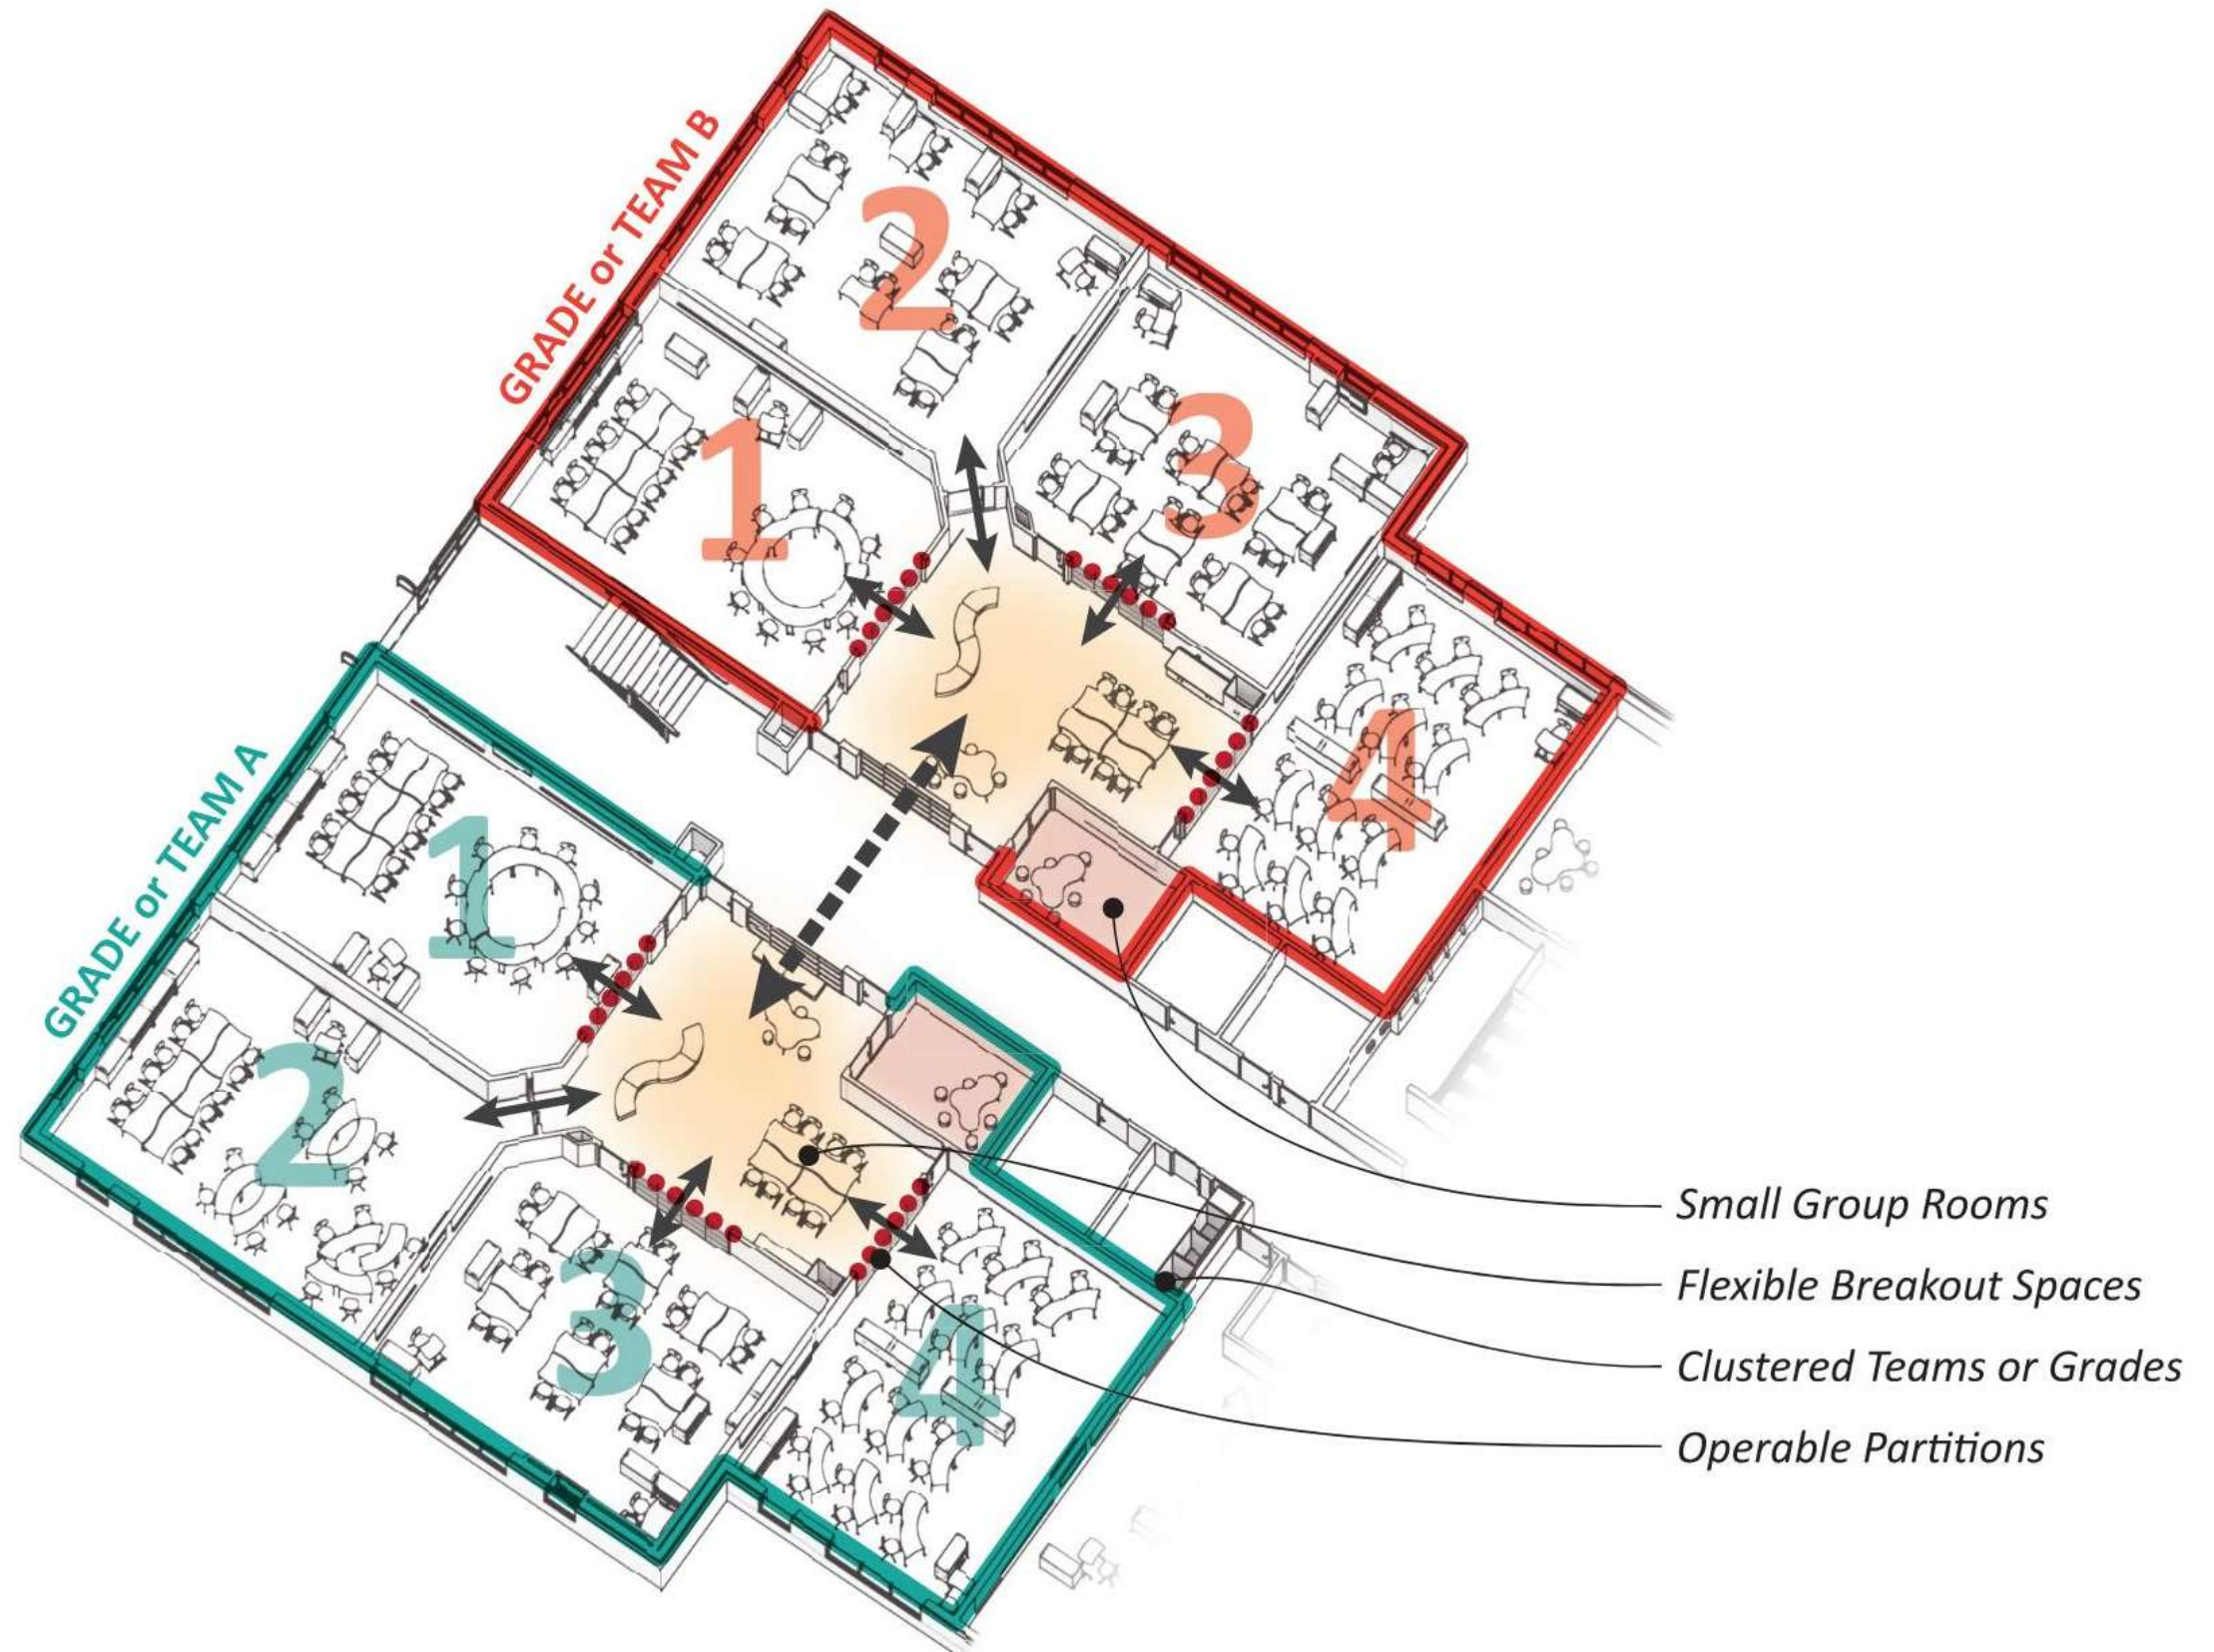 GRADE or TEAM B
2
1
3
4
GRADE or TEAM A
1
2
3
4
Small Group Rooms
Flexible Breakout Spaces
Clustered Teams or Grades
Operable Partitions